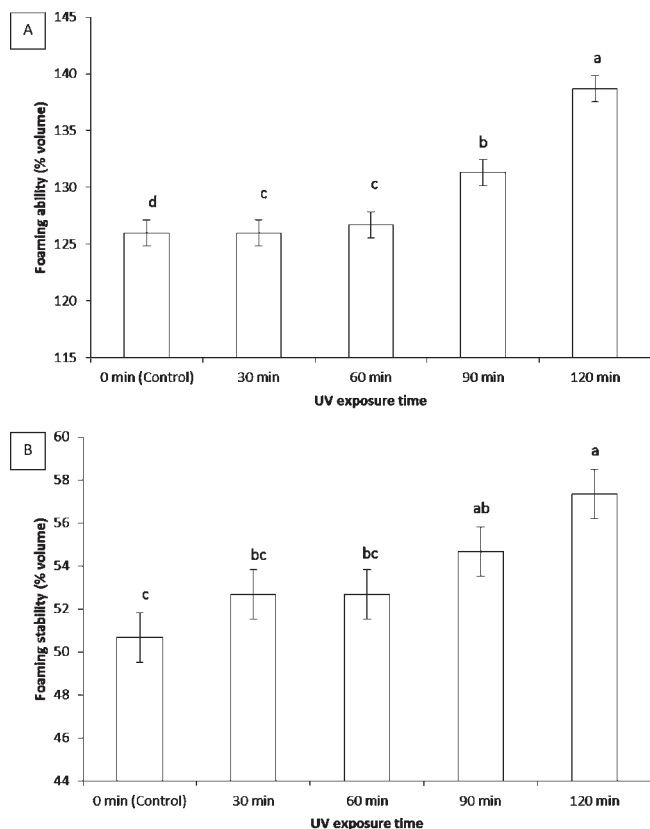 A
Foaming ability (% volume)
145
140
135
130
125
120
115
d
c
c
b
a
0 min (Control)
30 min
60 min
90 min
120 min
UV exposure time
B
Foaming stability (% volume)
60
58
56
54
52
50
48
46
44
c
bc
bc
ab
a
0 min (Control)
30 min
60 min
90 min
120 min
UV exposure time